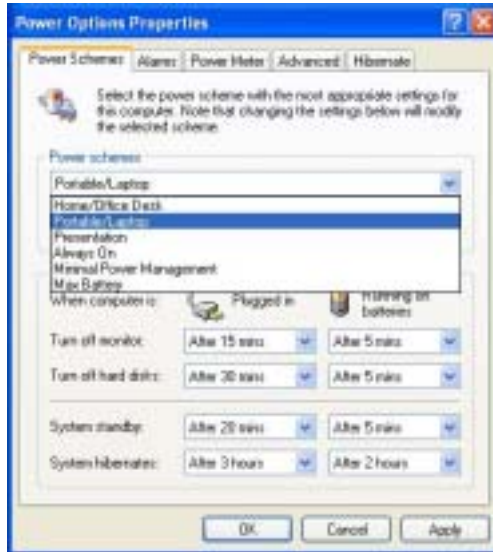 Power Options Properties
Power Schemes Alarms Power Meter Advanced Hibernate
Select the power scheme with the most appropriate settings for
this computer. Note that changing the settings below will modify
the selected scheme.
Power schemes
Portable/Laptop
Home/Office Desk
Portable/Laptop
Presentation
Always On
Minimal Power Management
Max Battery
When computer is: Plugged in Running on
batteries
Turn off monitor: After 15 mins After 5 mins
Turn off hard disks: After 30 mins After 5 mins
System standby: After 20 mins After 5 mins
System hibernates: After 3 hours After 2 hours
OK Cancel Apply